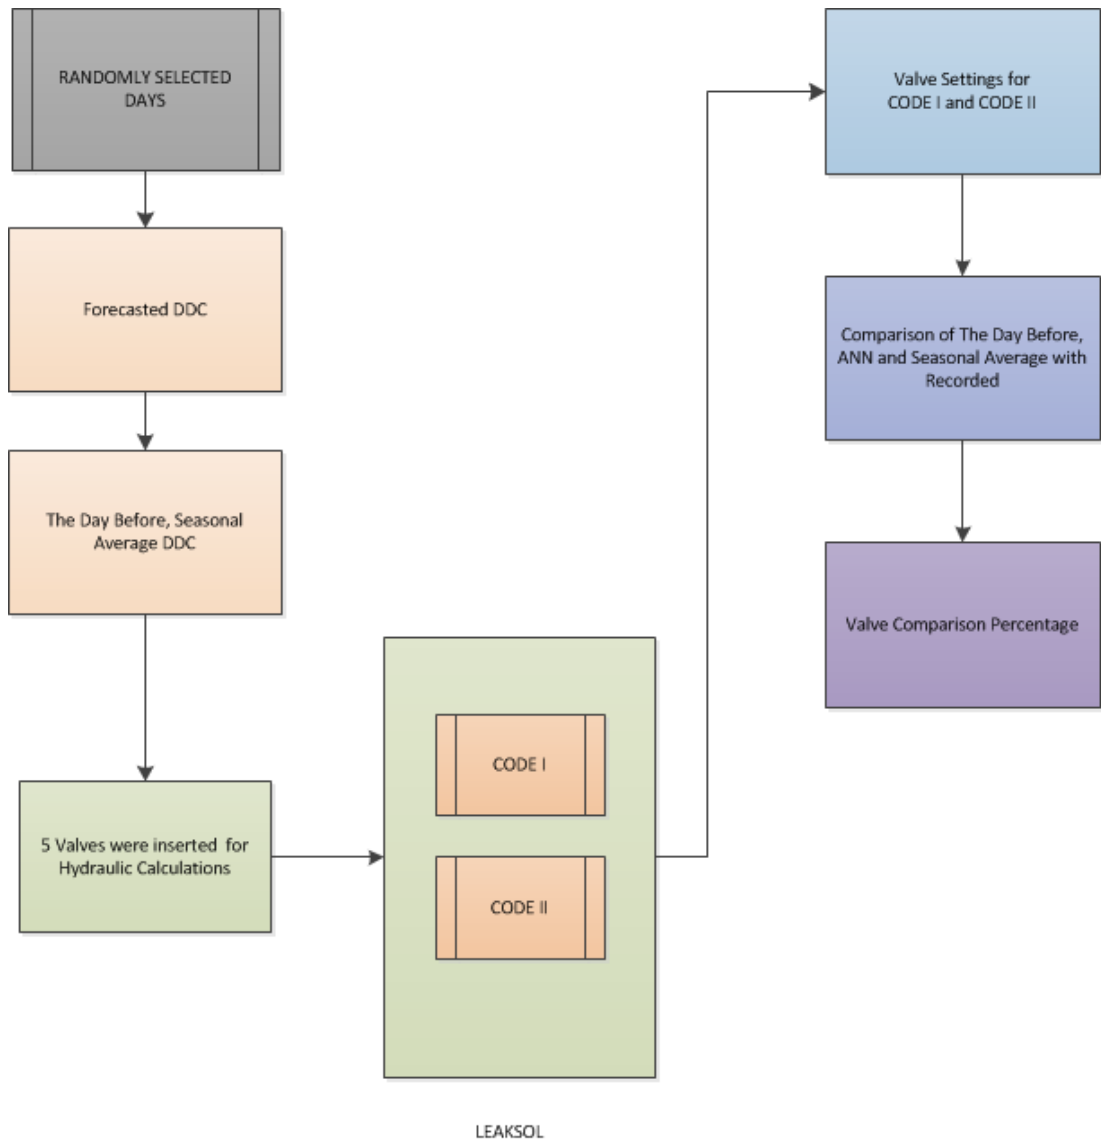 RANDOMLY SELECTED
DAYS
Forecasted DDC
The Day Before, Seasonal
Average DDC
5 Valves were inserted for
Hydraulic Calculations
CODE I
CODE II
LEAKSOL
Valve Settings for
CODE I and CODE II
Comparison of The Day Before,
ANN and Seasonal Average with
Recorded
Valve Comparison Percentage